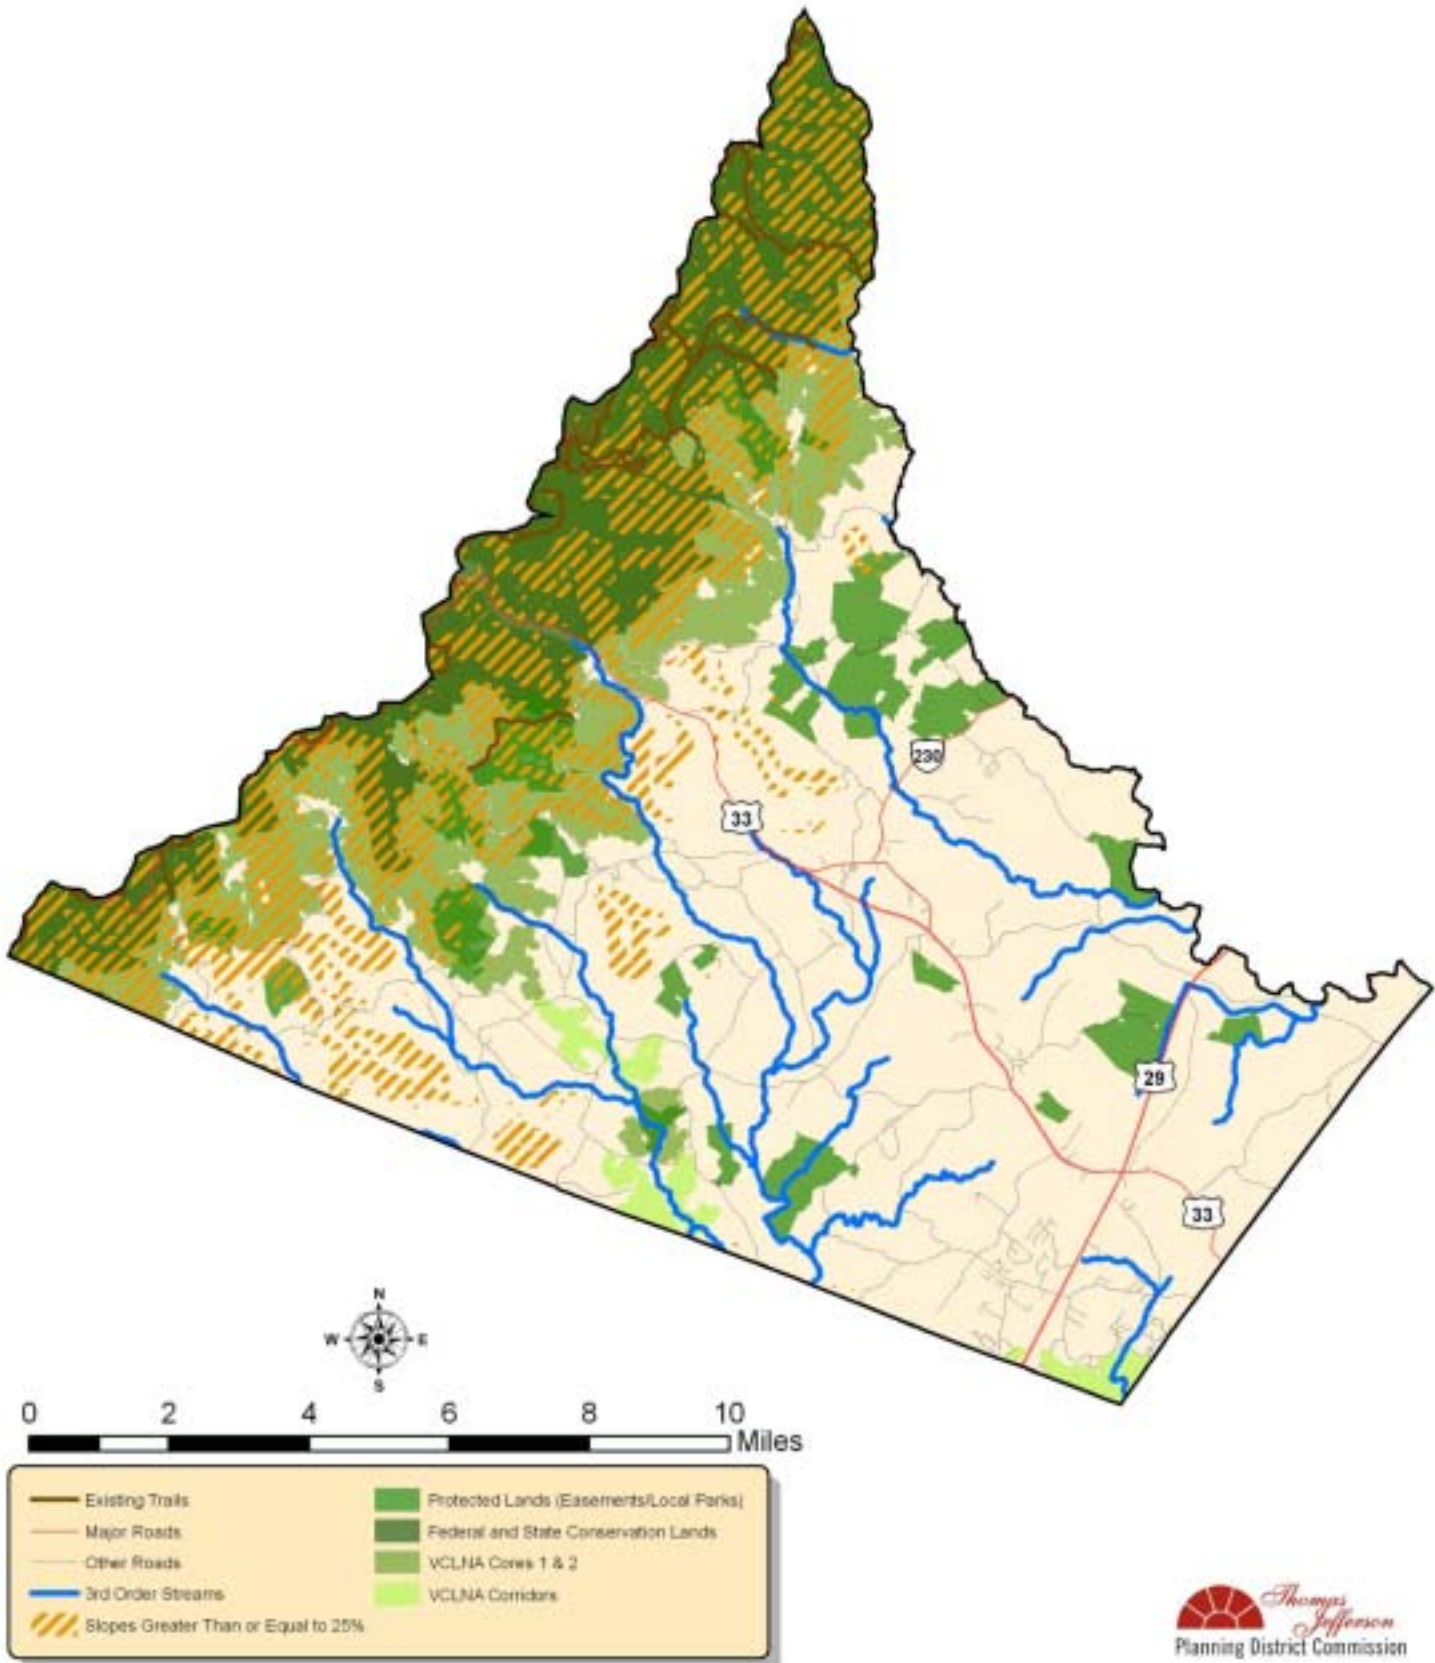 230
33
29
33
N
W E
S
0 2 4 6 8 10
Miles
Existing Trails
Major Roads
Other Roads
3rd Order Streams
Slopes Greater Than or Equal to 25%
Protected Lands (Easements/Local Parks)
Federal and State Conservation Lands
VCLNA Cores 1 & 2
VCLNA Corridors
Thomas
Jefferson
Planning District Commission